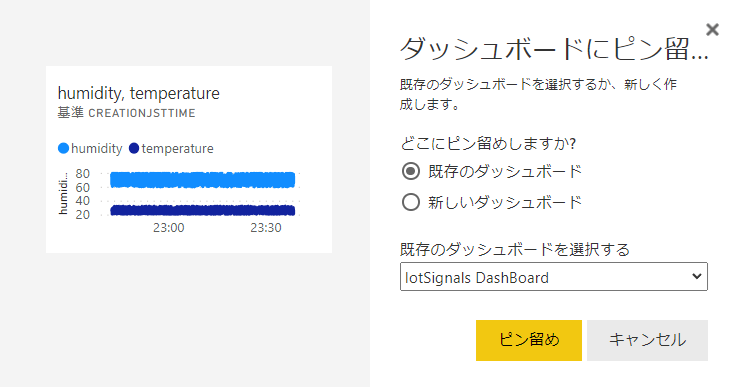 humidity, temperature
基準 CREATIONJSTTIME
humidity temperature
humidi...
80
60
40
20
23:00 23:30
ダッシュボードにピン留...
既存のダッシュボードを選択するか、新しく作
成します。
どこにピン留めしますか?
既存のダッシュボード
新しいダッシュボード
既存のダッシュボードを選択する
IotSignals DashBoard
ピン留め キャンセル